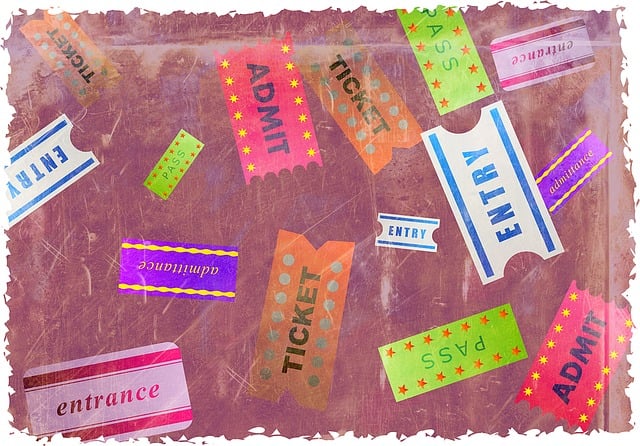 TICKET
ADMIT
TICKET
PASS
entrance
ENTRY
PASS
ENTRY
admittance
ENTRY
admittance
TICKET
PASS
ADMIT
entrance